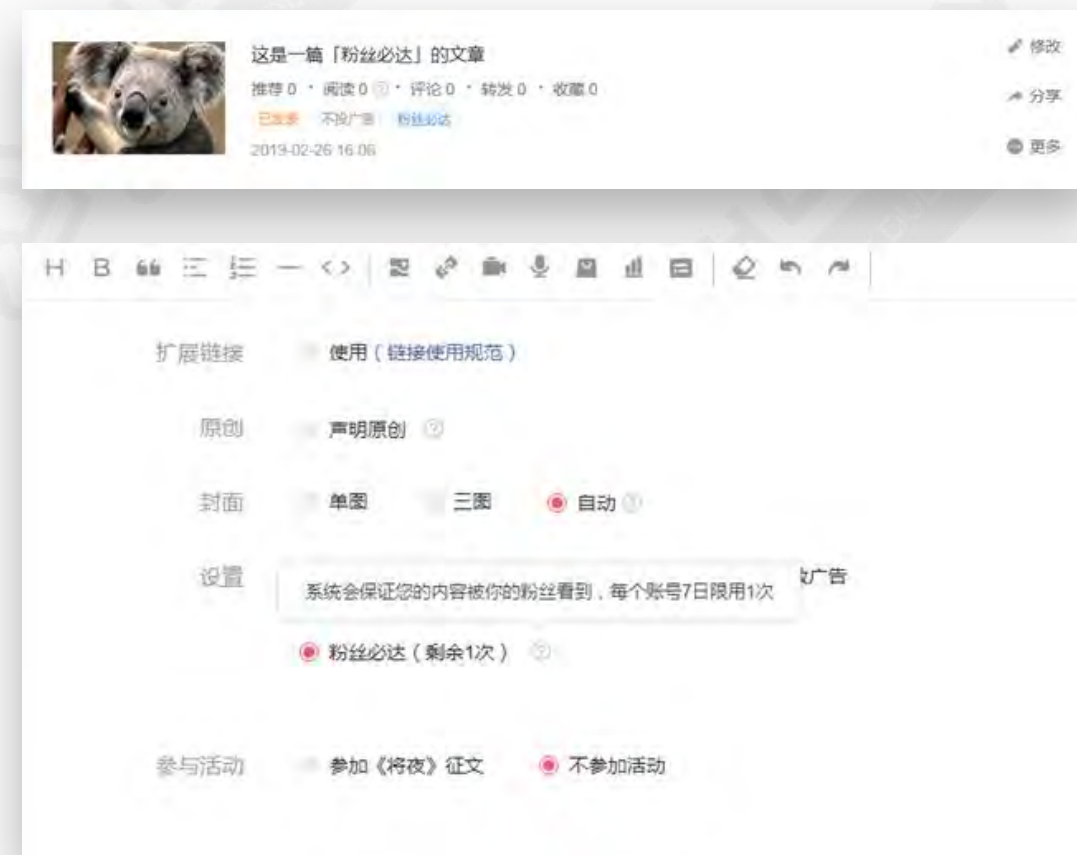 这是一篇「粉丝必达」的文章
推荐 0 · 阅读 0 ? · 评论 0 · 转发 0 · 收藏 0
已发表 不投广告 粉丝必达
2019-02-26 16:06
修改
分享
更多
H B
扩展链接 使用(链接使用规范)
原创 声明原创 ?
封面 单图 三图 自动 ?
设置 系统会保证您的内容被你的粉丝看到,每个账号7日限用1次 广告
粉丝必达(剩余1次) ?
参与活动 参加《将夜》征文 不参加活动